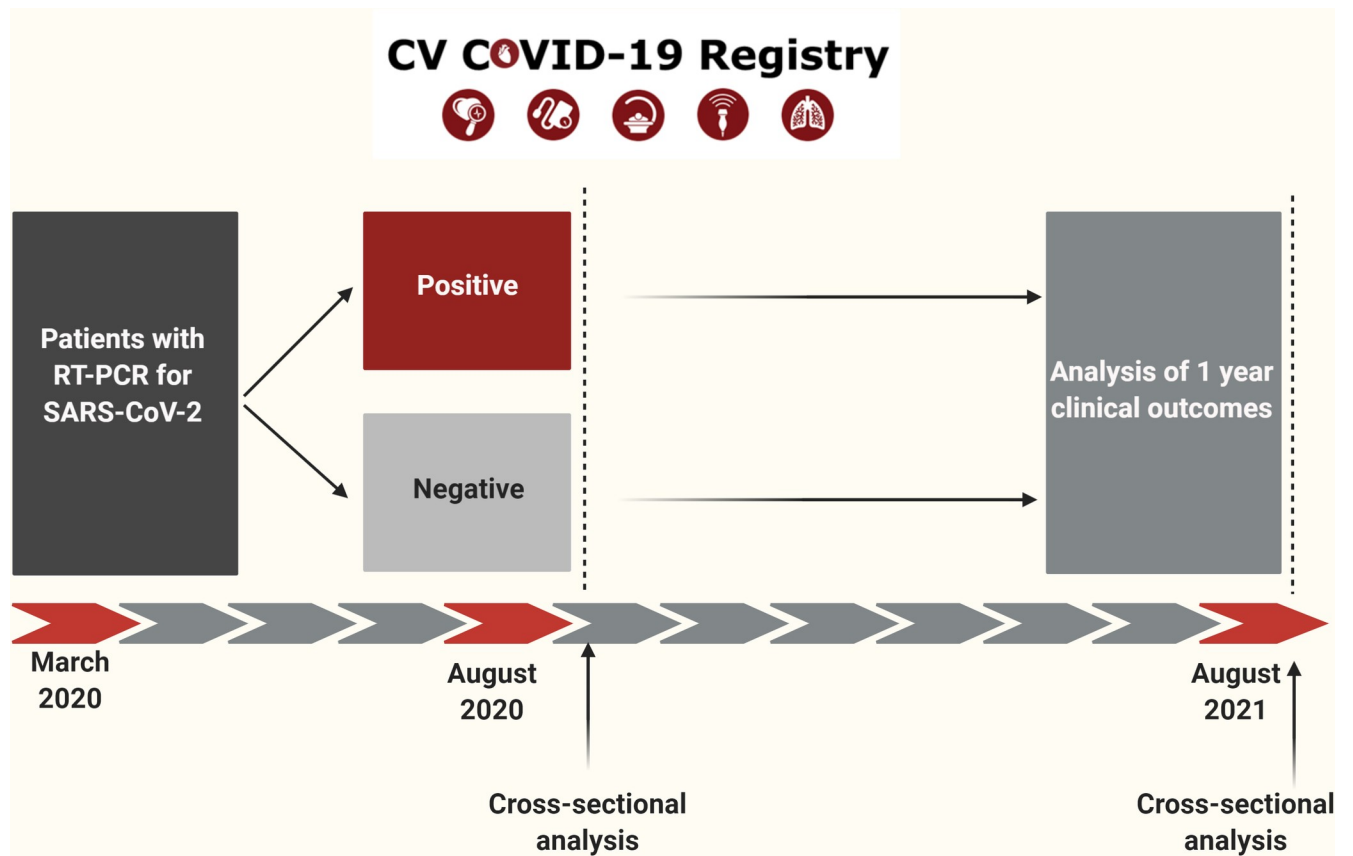 CV COVID-19 Registry
Patients with
RT-PCR for
SARS-CoV-2
Positive
Negative
Analysis of 1 year
clinical outcomes
March
2020
August
2020
August
2021
Cross-sectional
analysis
Cross-sectional
analysis